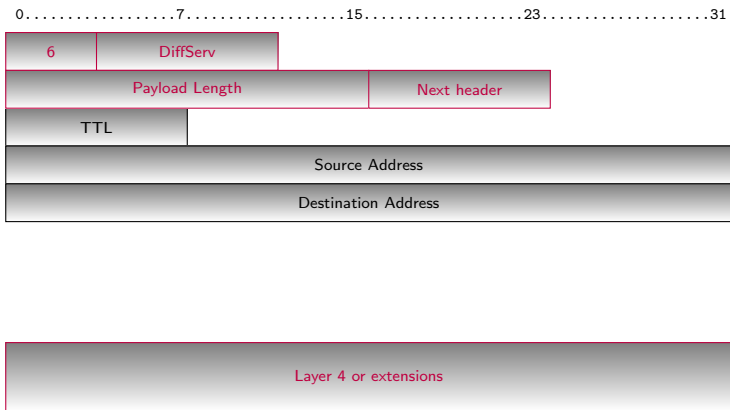 0..................7..................15..................23...................31
6 DiffServ
Payload Length Next header
TTL
Source Address
Destination Address
Layer 4 or extensions